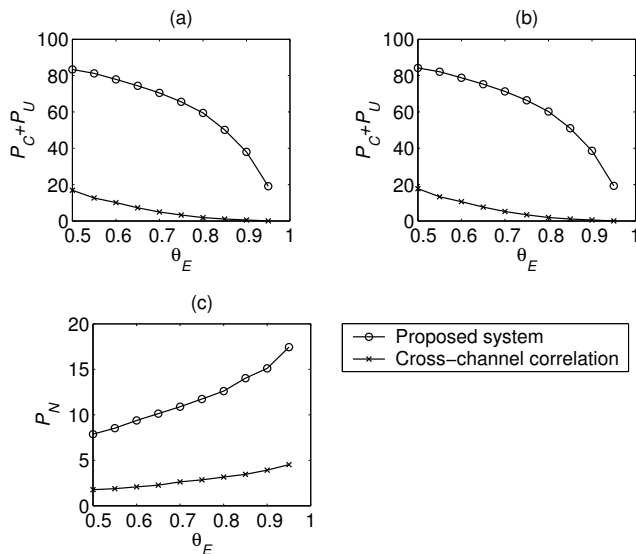 (a)
100
80
60
40
20
0
P_C+P_U
0.5 0.6 0.7 0.8 0.9 1
θ_E
(b)
100
80
60
40
20
0
P_C+P_U
0.5 0.6 0.7 0.8 0.9 1
θ_E
(c)
20
15
10
5
0
P_N
0.5 0.6 0.7 0.8 0.9 1
θ_E
Proposed system
Cross-channel correlation